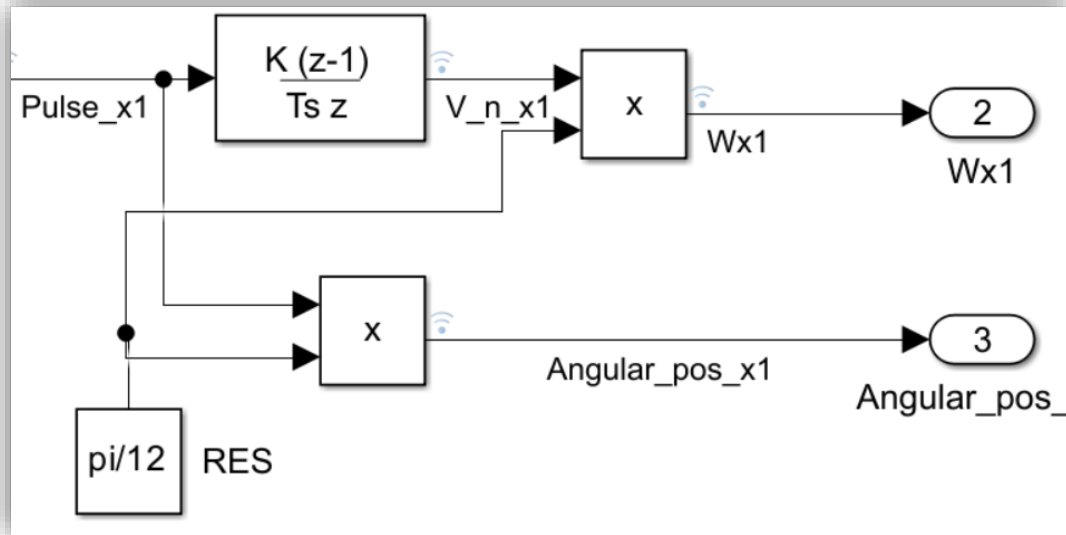 K (z-1)
Ts z
Pulse_x1
V_n_x1
x
Wx1
2
Wx1
x
Angular_pos_x1
3
Angular_pos_
pi/12
RES